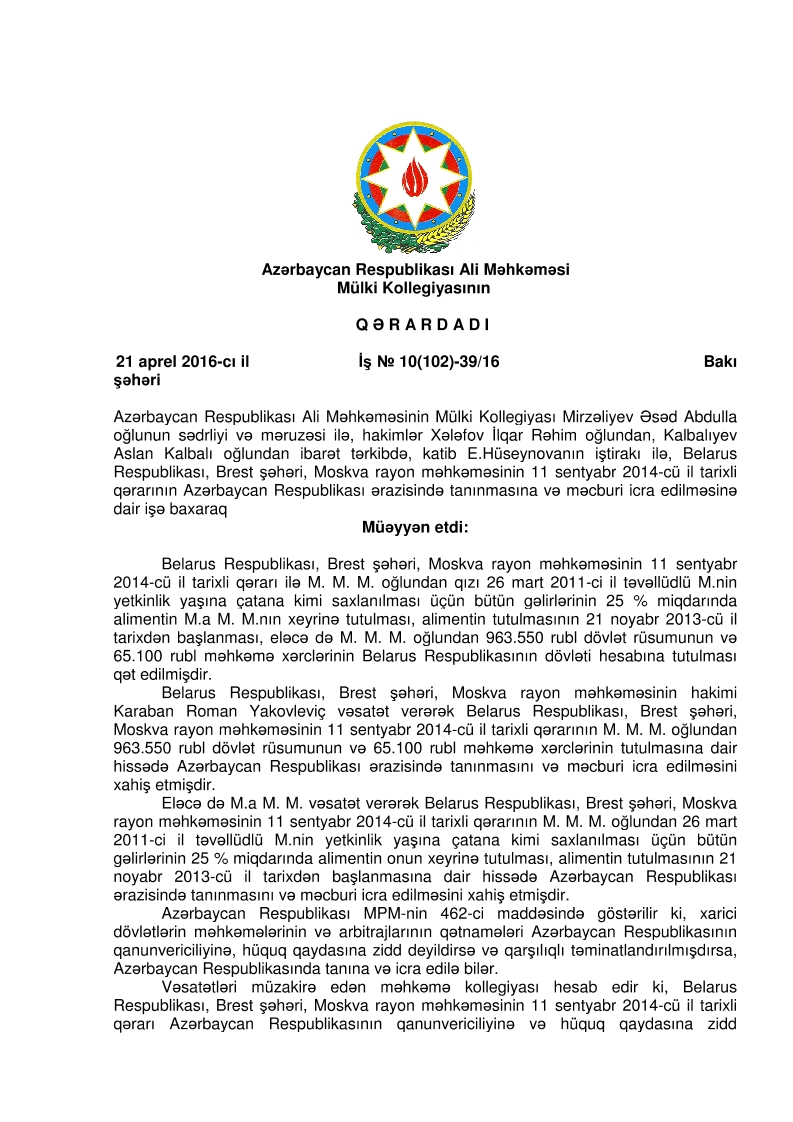 Azərbaycan Respublikası Ali Məhkəməsi
Mülki Kollegiyasının
Q Ə R A R D A D I
21 aprel 2016-cı il İş № 10(102)-39/16 Bakı
şəhəri
Azərbaycan Respublikası Ali Məhkəməsinin Mülki Kollegiyası Mirzəliyev Əsəd Abdulla
oğlunun sədrliyi və məruzəsi ilə, hakimlər Xələfov İlqar Rəhim oğlundan, Kalbalıyev
Aslan Kalbalı oğlundan ibarət tərkibdə, katib E.Hüseynovanın iştirakı ilə, Belarus
Respublikası, Brest şəhəri, Moskva rayon məhkəməsinin 11 sentyabr 2014-cü il tarixli
qərarının Azərbaycan Respublikası ərazisində tanınmasına və məcburi icra edilməsinə
dair işə baxaraq
Müəyyən etdi:
Belarus Respublikası, Brest şəhəri, Moskva rayon məhkəməsinin 11 sentyabr
2014-cü il tarixli qərarı ilə M. M. M. oğlundan qızı 26 mart 2011-ci il təvəllüdlü M.nin
yetkinlik yaşına çatana kimi saxlanılması üçün bütün gəlirlərinin 25 % miqdarında
alimentin M.a M. M.nın xeyrinə tutulması, alimentin tutulmasının 21 noyabr 2013-cü il
tarixdən başlanması, eləcə də M. M. M. oğlundan 963.550 rubl dövlət rüsumunun və
65.100 rubl məhkəmə xərclərinin Belarus Respublikasının dövləti hesabına tutulması
qət edilmişdir.
Belarus Respublikası, Brest şəhəri, Moskva rayon məhkəməsinin hakimi
Karaban Roman Yakovleviç vəsatət verərək Belarus Respublikası, Brest şəhəri,
Moskva rayon məhkəməsinin 11 sentyabr 2014-cü il tarixli qərarının M. M. M. oğlundan
963.550 rubl dövlət rüsumunun və 65.100 rubl məhkəmə xərclərinin tutulmasına dair
hissədə Azərbaycan Respublikası ərazisində tanınmasını və məcburi icra edilməsini
xahiş etmişdir.
Eləcə də M.a M. M. vəsatət verərək Belarus Respublikası, Brest şəhəri, Moskva
rayon məhkəməsinin 11 sentyabr 2014-cü il tarixli qərarının M. M. M. oğlundan 26 mart
2011-ci il təvəllüdlü M.nin yetkinlik yaşına çatana kimi saxlanılması üçün bütün
gəlirlərinin 25 % miqdarında alimentin onun xeyrinə tutulması, alimentin tutulmasının 21
noyabr 2013-cü il tarixdən başlanmasına dair hissədə Azərbaycan Respublikası
ərazisində tanınmasını və məcburi icra edilməsini xahiş etmişdir.
Azərbaycan Respublikası MPM-nin 462-ci maddəsində göstərilir ki, xarici
dövlətlərin məhkəmələrinin və arbitrajlarının qətnamələri Azərbaycan Respublikasının
qanunvericiliyinə, hüquq qaydasına zidd deyildirsə və qarşılıqlı təminatlandırılmışdırsa,
Azərbaycan Respublikasında tanına və icra edilə bilər.
Vəsatətləri müzakirə edən məhkəmə kollegiyası hesab edir ki, Belarus
Respublikası, Brest şəhəri, Moskva rayon məhkəməsinin 11 sentyabr 2014-cü il tarixli
qərarı Azərbaycan Respublikasının qanunvericiliyinə və hüquq qaydasına zidd